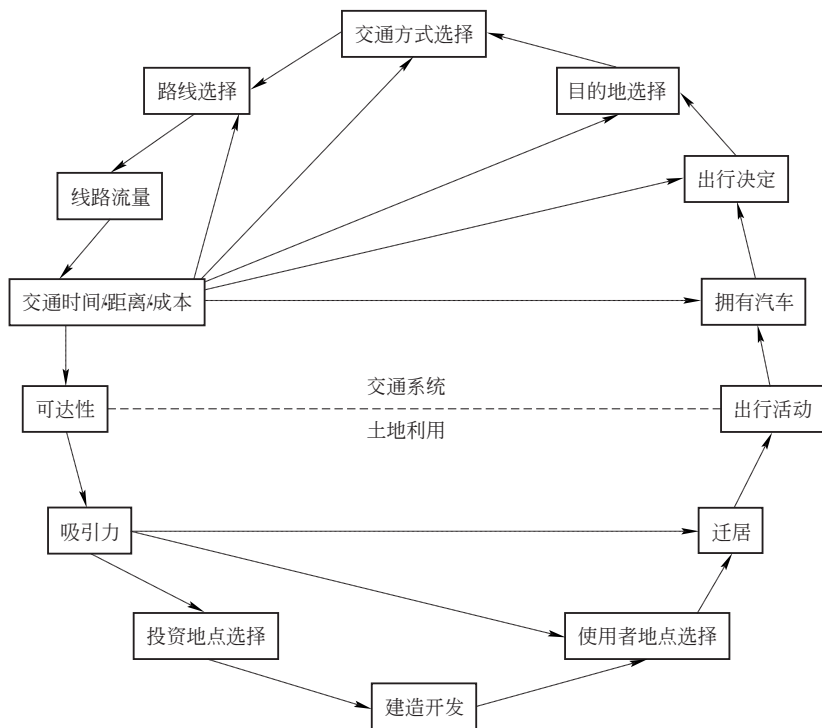 交通方式选择
路线选择
目的地选择
线路流量
出行决定
交通时间/距离/成本
拥有汽车
可达性
交通系统
土地利用
出行活动
吸引力
迁居
投资地点选择
使用者地点选择
建造开发